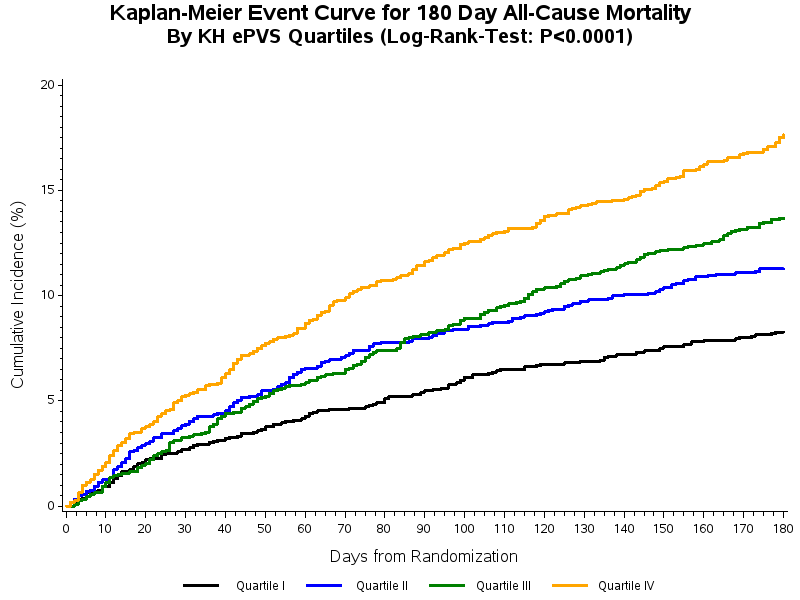 Kaplan-Meier Event Curve for 180 Day All-Cause Mortality
By KH ePVS Quartiles (Log-Rank-Test: P<0.0001)
Cumulative Incidence (%)
20
15
10
5
0
0 10 20 30 40 50 60 70 80 90 100 110 120 130 140 150 160 170 180
Days from Randomization
Quartile I Quartile II Quartile III Quartile IV